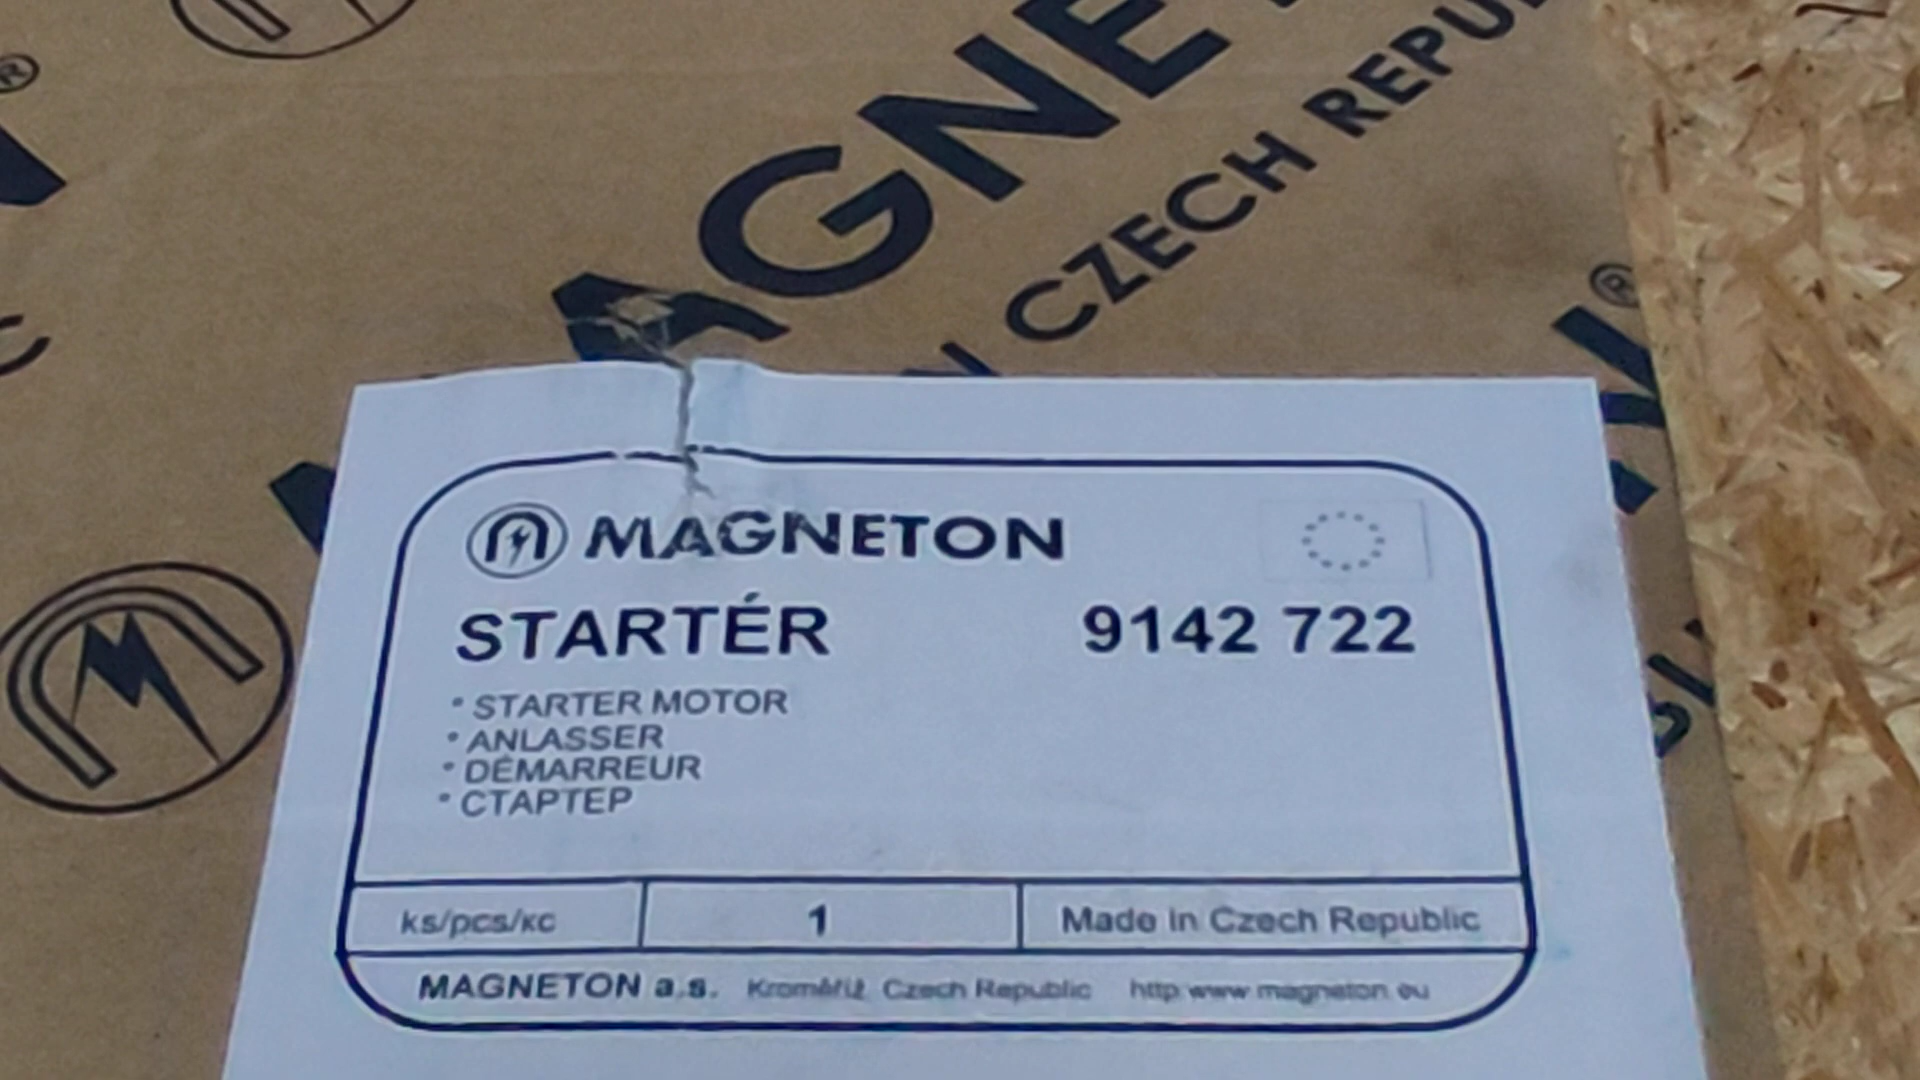 MAGNE
CZECH REPU
®
®
MAGNETON
STARTÉR 9142 722
* STARTER MOTOR
* ANLASSER
* DÉMARREUR
* СТАРТЕР
ks/pcs/кс 1 Made in Czech Republic
MAGNETON a.s. Kroměříž Czech Republic http www.magneton.eu